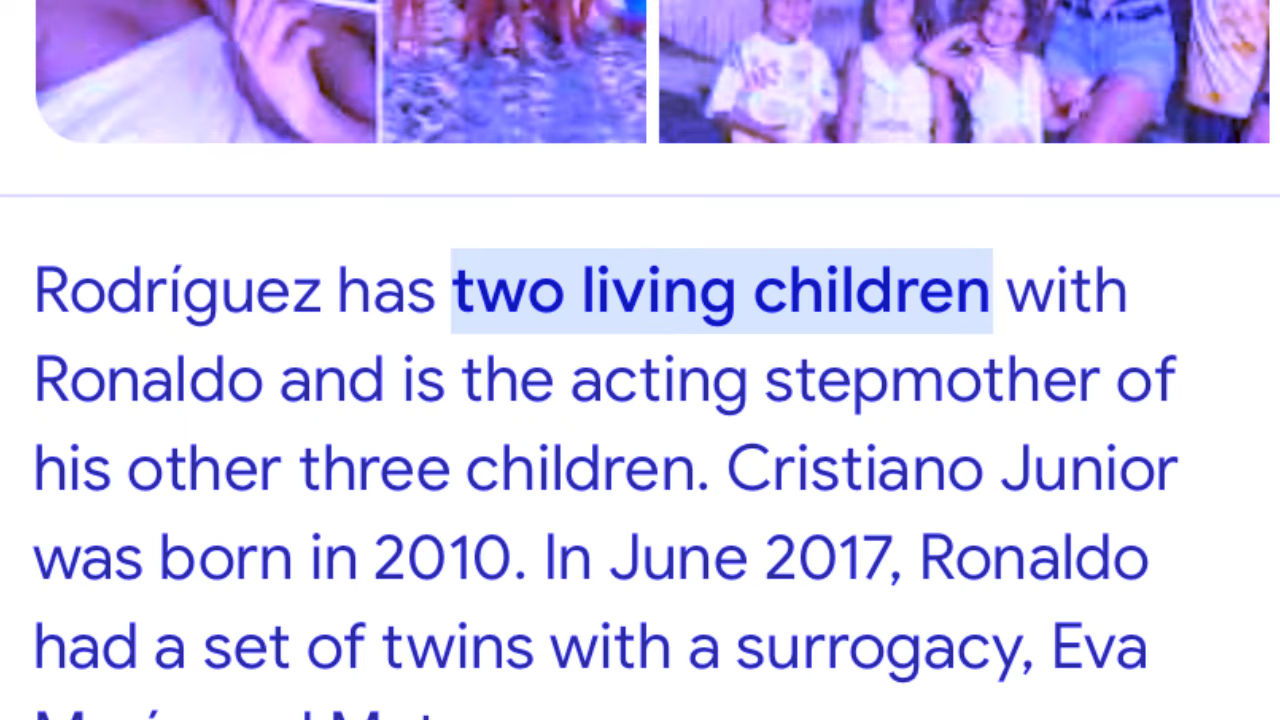 Rodríguez has two living children with
Ronaldo and is the acting stepmother of
his other three children. Cristiano Junior
was born in 2010. In June 2017, Ronaldo
had a set of twins with a surrogacy, Eva